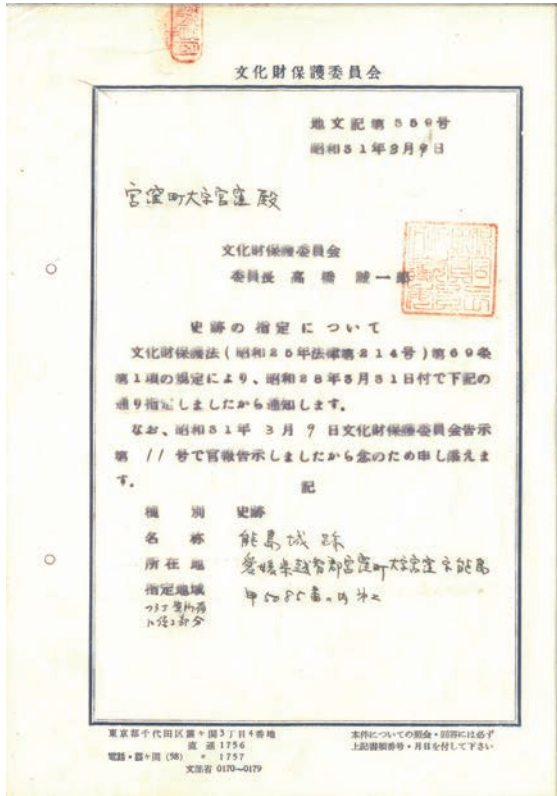 文化財保護委員会
地文記第559号
昭和31年3月9日
宮窪町大字宮窪 殿
文化財保護委員会
委員長 高橋誠一郎
史跡の指定について
文化財保護法(昭和25年法律第214号)第69条
第1項の規定により、昭和28年3月31日付で下記の
通り指定しましたから通知します。
なお、昭和31年 3月 9日文化財保護委員会告示
第 11 号で官報告示しましたから念のため申し添えま
す。
記
種 別 史跡
名 称 能島城跡
所在地 愛媛県越智郡宮窪町大字宮窪字能島
指定地域 甲5085番の内
東京都千代田区霞ケ関3丁目4番地
直通 1756
電話・霞ケ関 (58) 〃 1757
文部省 0170~0179
本件についての照会・回答には必ず
上記書類番号・月日を付して下さい